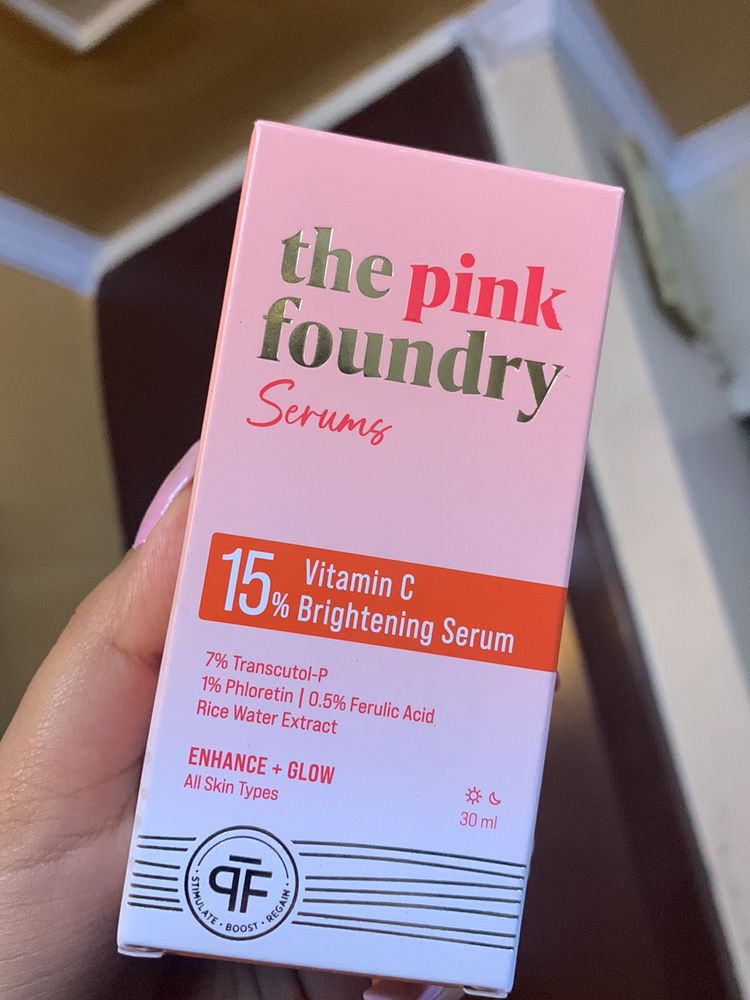 the pink
foundry
Serums
15% Vitamin C
Brightening Serum
7% Transcutol-P
1% Phloretin | 0.5% Ferulic Acid
Rice Water Extract
ENHANCE + GLOW
All Skin Types
30 ml
PF
STIMULATE · BOOST · REGAIN